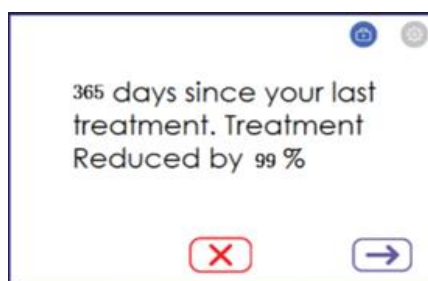 365 days since your last
treatment. Treatment
Reduced by 99 %